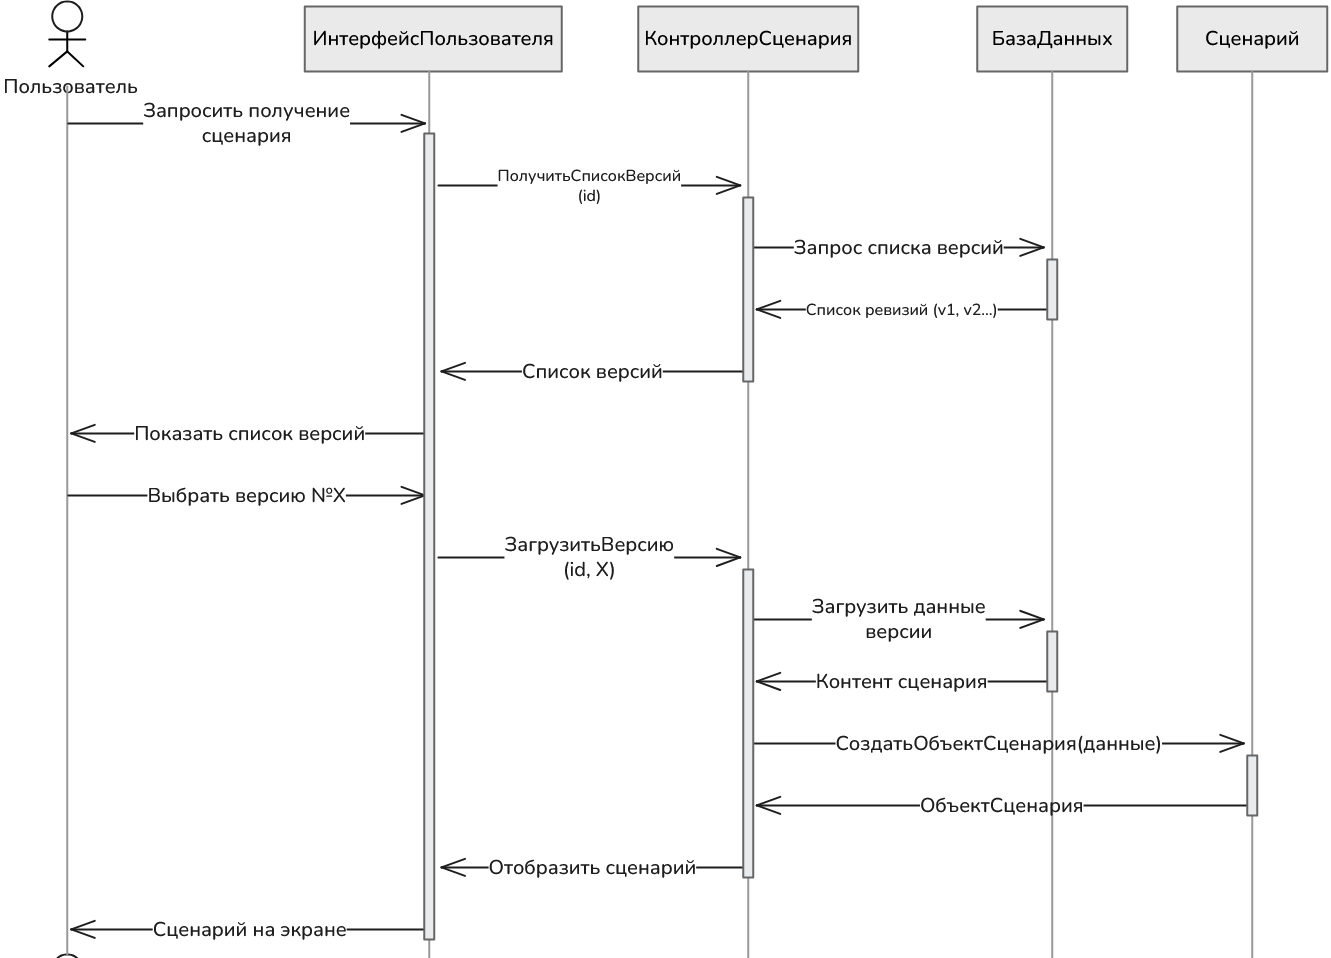 Пользователь
ИнтерфейсПользователя
КонтроллерСценария
БазаДанных
Сценарий
Запросить получение
сценария
ПолучитьСписокВерсий
(id)
Запрос списка версий
Список ревизий (v1, v2...)
Список версий
Показать список версий
Выбрать версию №X
ЗагрузитьВерсию
(id, X)
Загрузить данные
версии
Контент сценария
СоздатьОбъектСценария(данные)
ОбъектСценария
Отобразить сценарий
Сценарий на экране